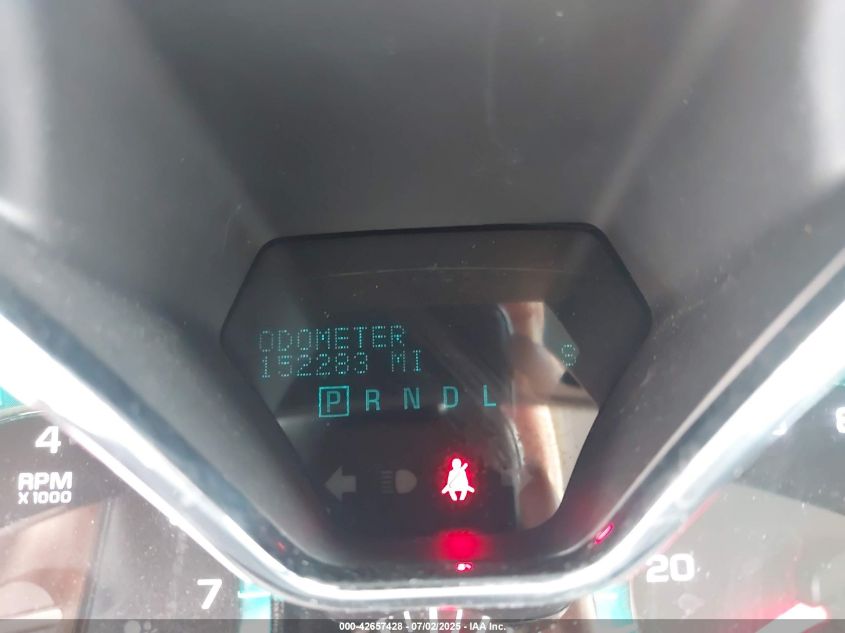 ODOMETER
152283 MI
S
P R N D L
4
RPM
X 1000
7
20
000-42657428 - 07/02/2025 - IAA Inc.